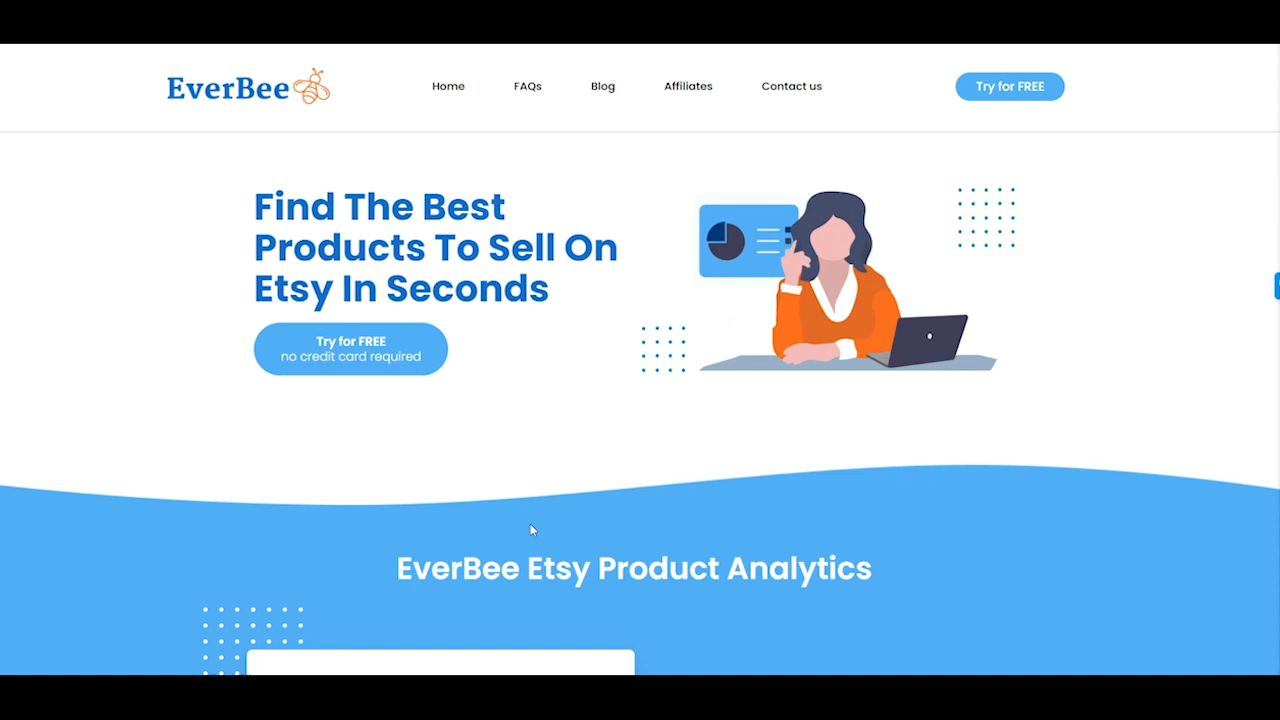 EverBee
Home
FAQs
Blog
Affiliates
Contact us
Try for FREE
Find The Best
Products To Sell On
Etsy In Seconds
Try for FREE
no credit card required
EverBee Etsy Product Analytics